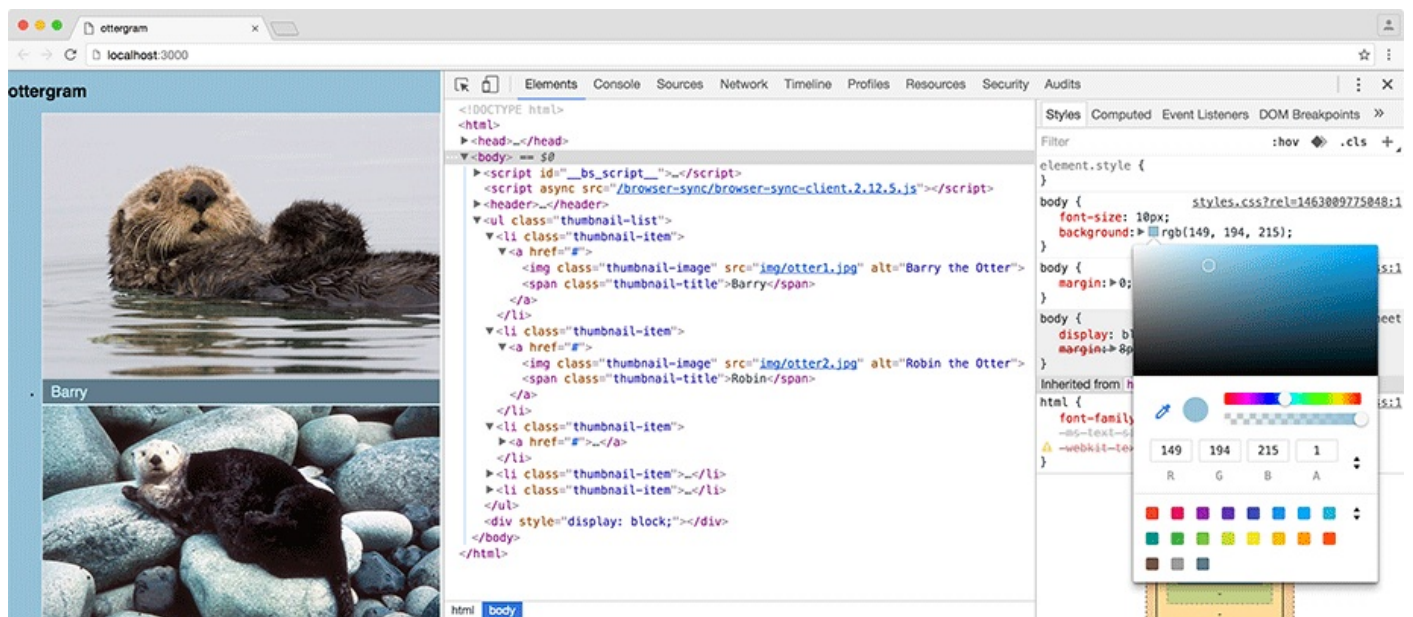 ottergram
localhost:3000
ottergram
Barry
Elements Console Sources Network Timeline Profiles Resources Security Audits
<!DOCTYPE html>
<html>
<head>…</head>
<body> == $0
<script id="__bs_script__">…</script>
<script async src="/browser-sync/browser-sync-client.2.12.5.js"></script>
<header>…</header>
<ul class="thumbnail-list">
<li class="thumbnail-item">
<a href="#">
<img class="thumbnail-image" src="img/otter1.jpg" alt="Barry the Otter">
<span class="thumbnail-title">Barry</span>
</a>
</li>
<li class="thumbnail-item">
<a href="#">
<img class="thumbnail-image" src="img/otter2.jpg" alt="Robin the Otter">
<span class="thumbnail-title">Robin</span>
</a>
</li>
<li class="thumbnail-item">
<a href="#">…</a>
</li>
<li class="thumbnail-item">…</li>
<li class="thumbnail-item">…</li>
</ul>
<div style="display: block;"></div>
</body>
</html>
html body
Styles Computed Event Listeners DOM Breakpoints »
Filter :hov .cls +
element.style {
}
body { styles.css?rel=1463009775048:1
font-size: 10px;
background: rgb(149, 194, 215);
}
body { s:1
margin: 0;
}
body { eet
display: bl
margin: 8p
}
Inherited from h
html { s:1
font-family
-ms-text-s
-webkit-tex
}
149 194 215 1
R G B A